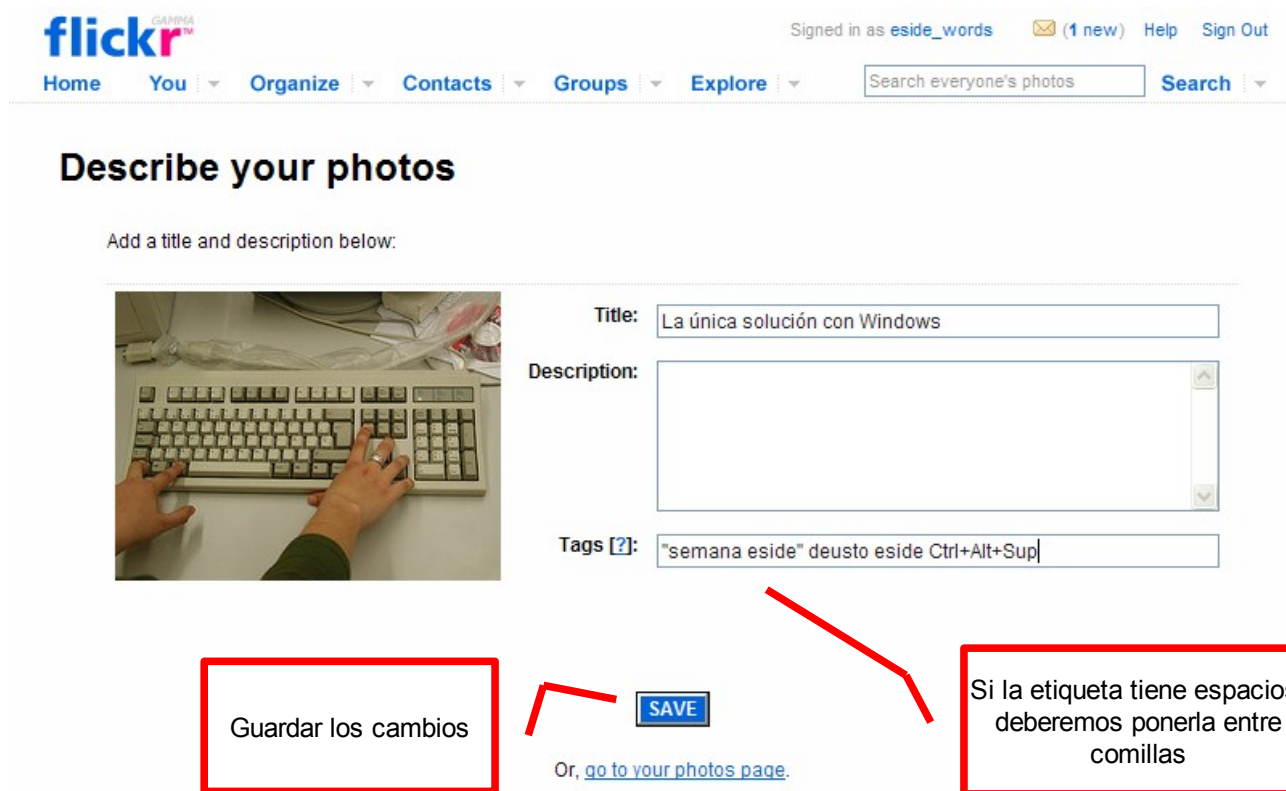 flickr GAMMA™
Signed in as eside_words (1 new) Help Sign Out
Home You Organize Contacts Groups Explore Search everyone's photos Search
Describe your photos
Add a title and description below:
Title: La única solución con Windows
Description:
Tags [?]: "semana eside" deusto eside Ctrl+Alt+Sup
Guardar los cambios
SAVE
Or, go to your photos page.
Si la etiqueta tiene espacios
deberemos ponerla entre
comillas